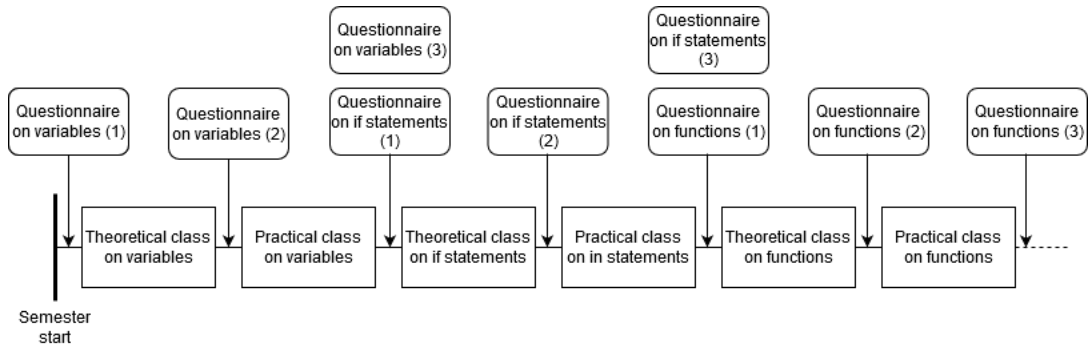 Questionnaire
on variables (3)
Questionnaire
on if statements
(3)
Questionnaire
on variables (1)
Questionnaire
on variables (2)
Questionnaire
on if statements
(1)
Questionnaire
on if statements
(2)
Questionnaire
on functions (1)
Questionnaire
on functions (2)
Questionnaire
on functions (3)
Theoretical class
on variables
Practical class
on variables
Theoretical class
on if statements
Practical class
on in statements
Theoretical class
on functions
Practical class
on functions
Semester
start